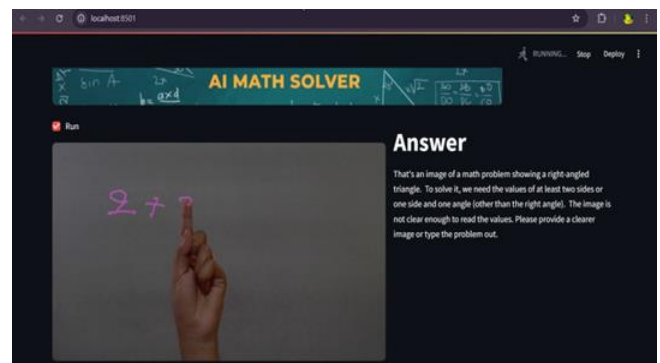 localhost:8501
RUNNING... Stop Deploy
sin A
2x
AI MATH SOLVER
Run
Answer
That's an image of a math problem showing a right-angled
triangle. To solve it, we need the values of at least two sides or
one side and one angle (other than the right angle). The image is
not clear enough to read the values. Please provide a clearer
image or type the problem out.
2 +